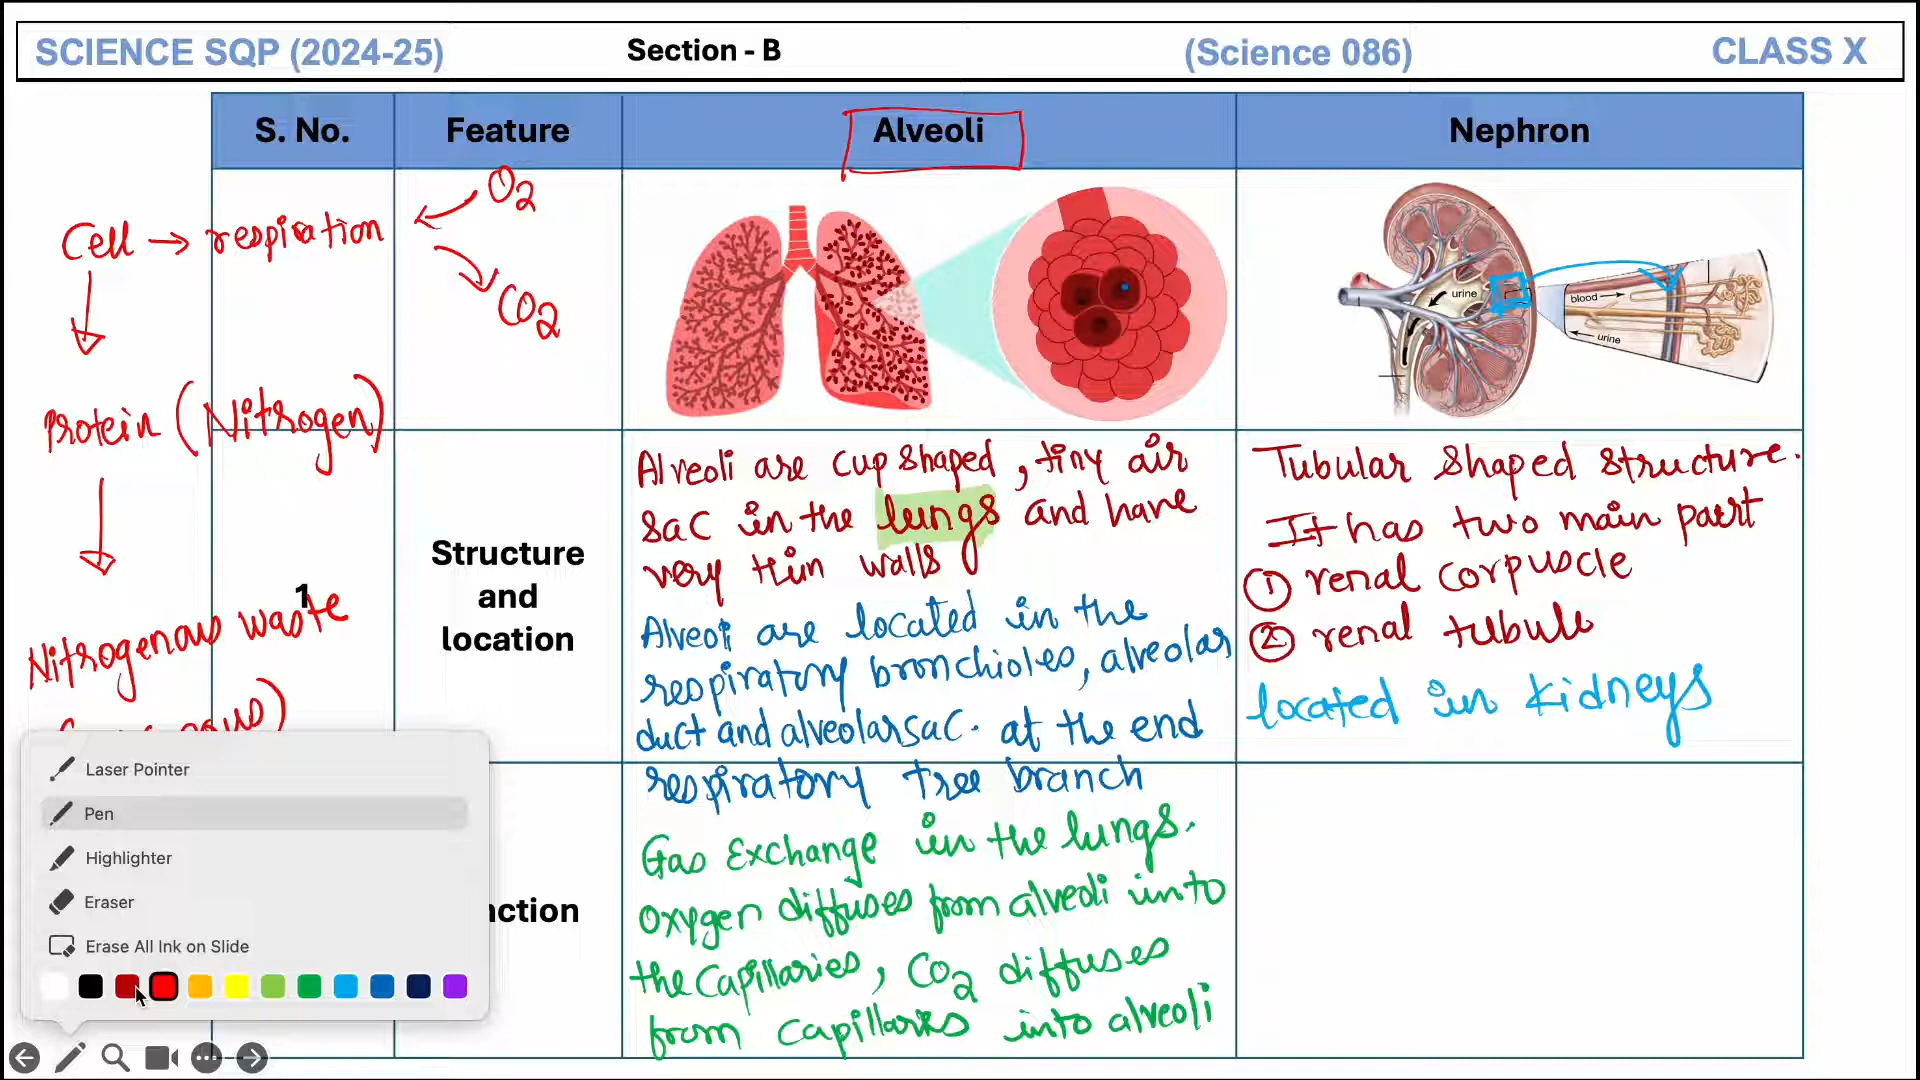 SCIENCE SQP (2024-25) Section - B (Science 086) CLASS X
S. No. Feature Alveoli Nephron
Cell → respiration
O2
CO2
Protein (Nitrogen)
Nitrogenous waste
urine
blood
urine
1
Structure
and
location
Alveoli are cup shaped, tiny air
sac in the lungs and have
very thin walls
are located in the
respiratory bronchioles, alveolar
duct and alveolar sac. at the end
respiratory tree branch
Tubular shaped structure.
It has two main part
① renal corpuscle
② renal tubule
located in kidneys
nction
Gas Exchange in the lungs.
oxygen diffuses from alveoli into
the capillaries, CO2 diffuses
from capillaries into alveoli
Laser Pointer
Pen
Highlighter
Eraser
Erase All Ink on Slide